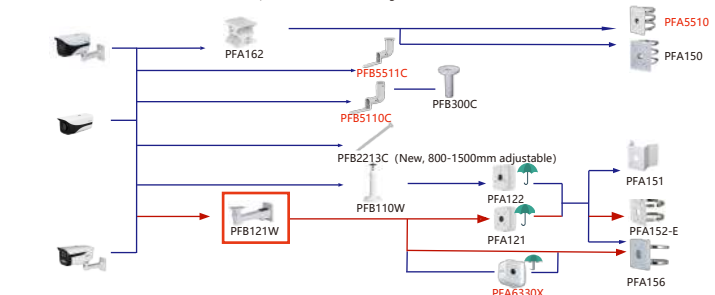 PFA5510
PFA162
PFA150
PFB5511C
PFB300C
PFB5110C
PFB2213C（New, 800-1500mm adjustable）
PFA151
PFA122
PFB110W
PFB121W
PFA152-E
PFA121
PFA156
PFA6330X